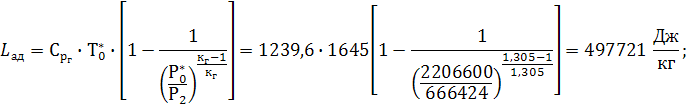 L_ад = C_{p_г} · T_0^* · [1 − 1 / (P_0^* / P_2)^{(к_г−1)/к_г}] = 1239,6 · 1645 [1 − 1 / (2206600 / 666424)^{(1,305−1)/1,305}] = 497721 Дж/кг;